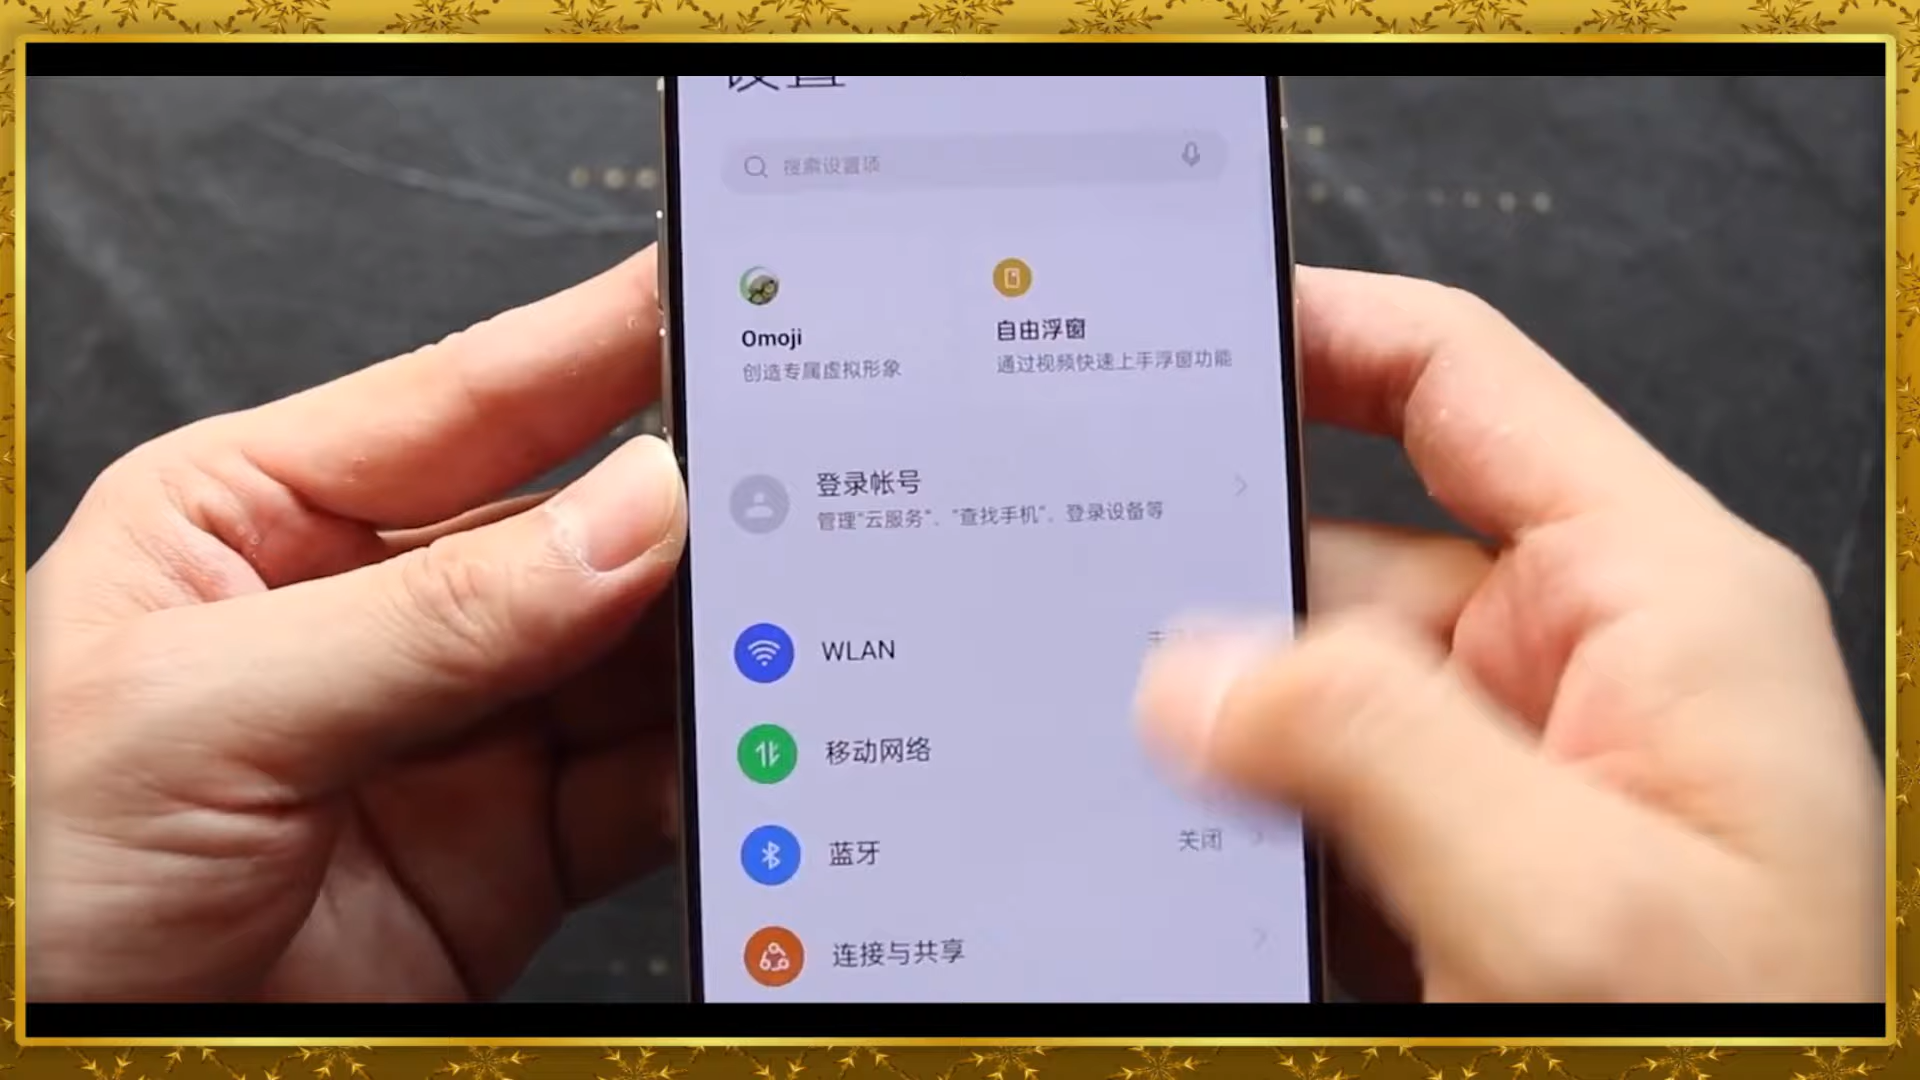 设置
搜索设置项
Omoji
创造专属虚拟形象
自由浮窗
通过视频快速上手浮窗功能
登录帐号
管理“云服务”、“查找手机”、登录设备等
WLAN
移动网络
蓝牙
关闭
连接与共享